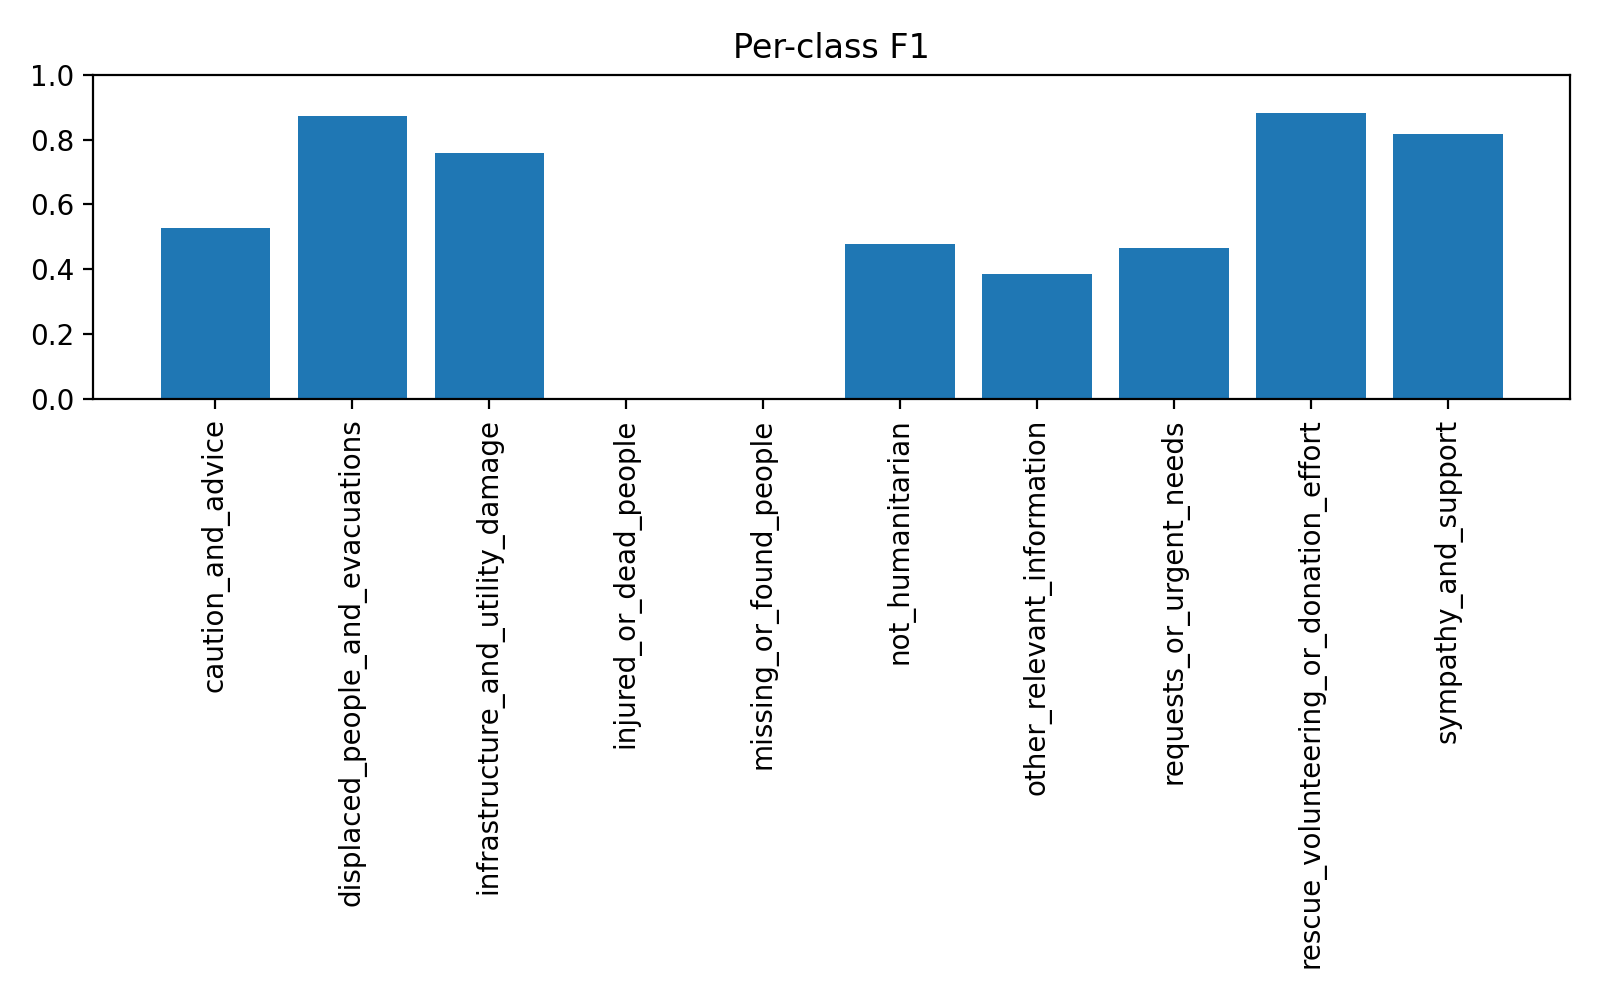 Per-class F1
1.0
0.8
0.6
0.4
0.2
0.0
caution_and_advice
displaced_people_and_evacuations
infrastructure_and_utility_damage
injured_or_dead_people
missing_or_found_people
not_humanitarian
other_relevant_information
requests_or_urgent_needs
rescue_volunteering_or_donation_effort
sympathy_and_support